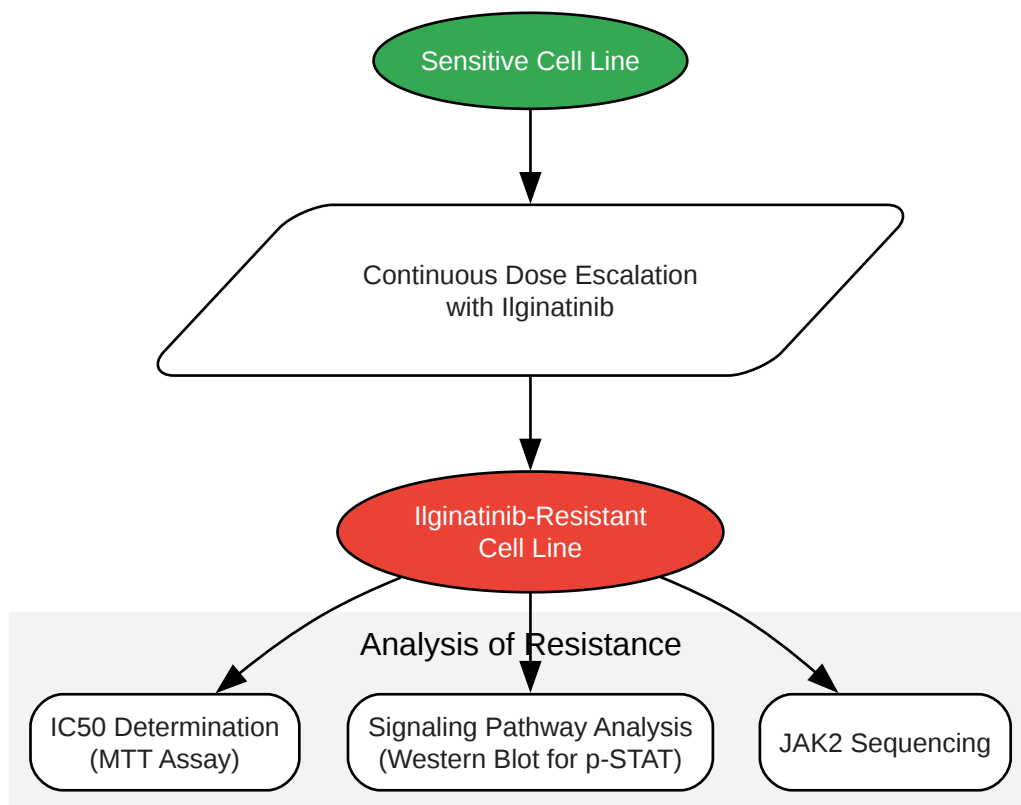 Sensitive Cell Line
Continuous Dose Escalation
with Ilginatinib
Ilginatinib-Resistant
Cell Line
Analysis of Resistance
IC50 Determination
(MTT Assay)
Signaling Pathway Analysis
(Western Blot for p-STAT)
JAK2 Sequencing